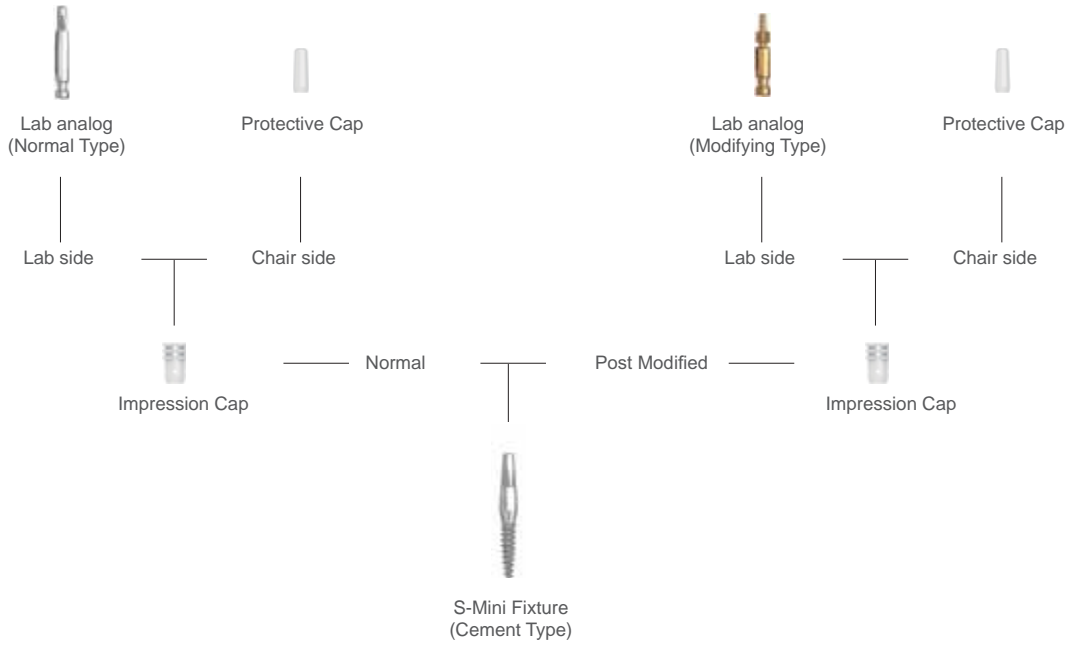 Lab analog
(Normal Type)
Protective Cap
Lab analog
(Modifying Type)
Protective Cap
Lab side
Chair side
Lab side
Chair side
Normal
Post Modified
Impression Cap
Impression Cap
S-Mini Fixture
(Cement Type)